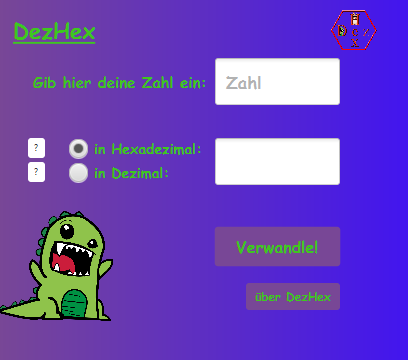 DezHex
Gib hier deine Zahl ein:
Zahl
? in Hexadezimal:
? in Dezimal:
Verwandle!
über DezHex